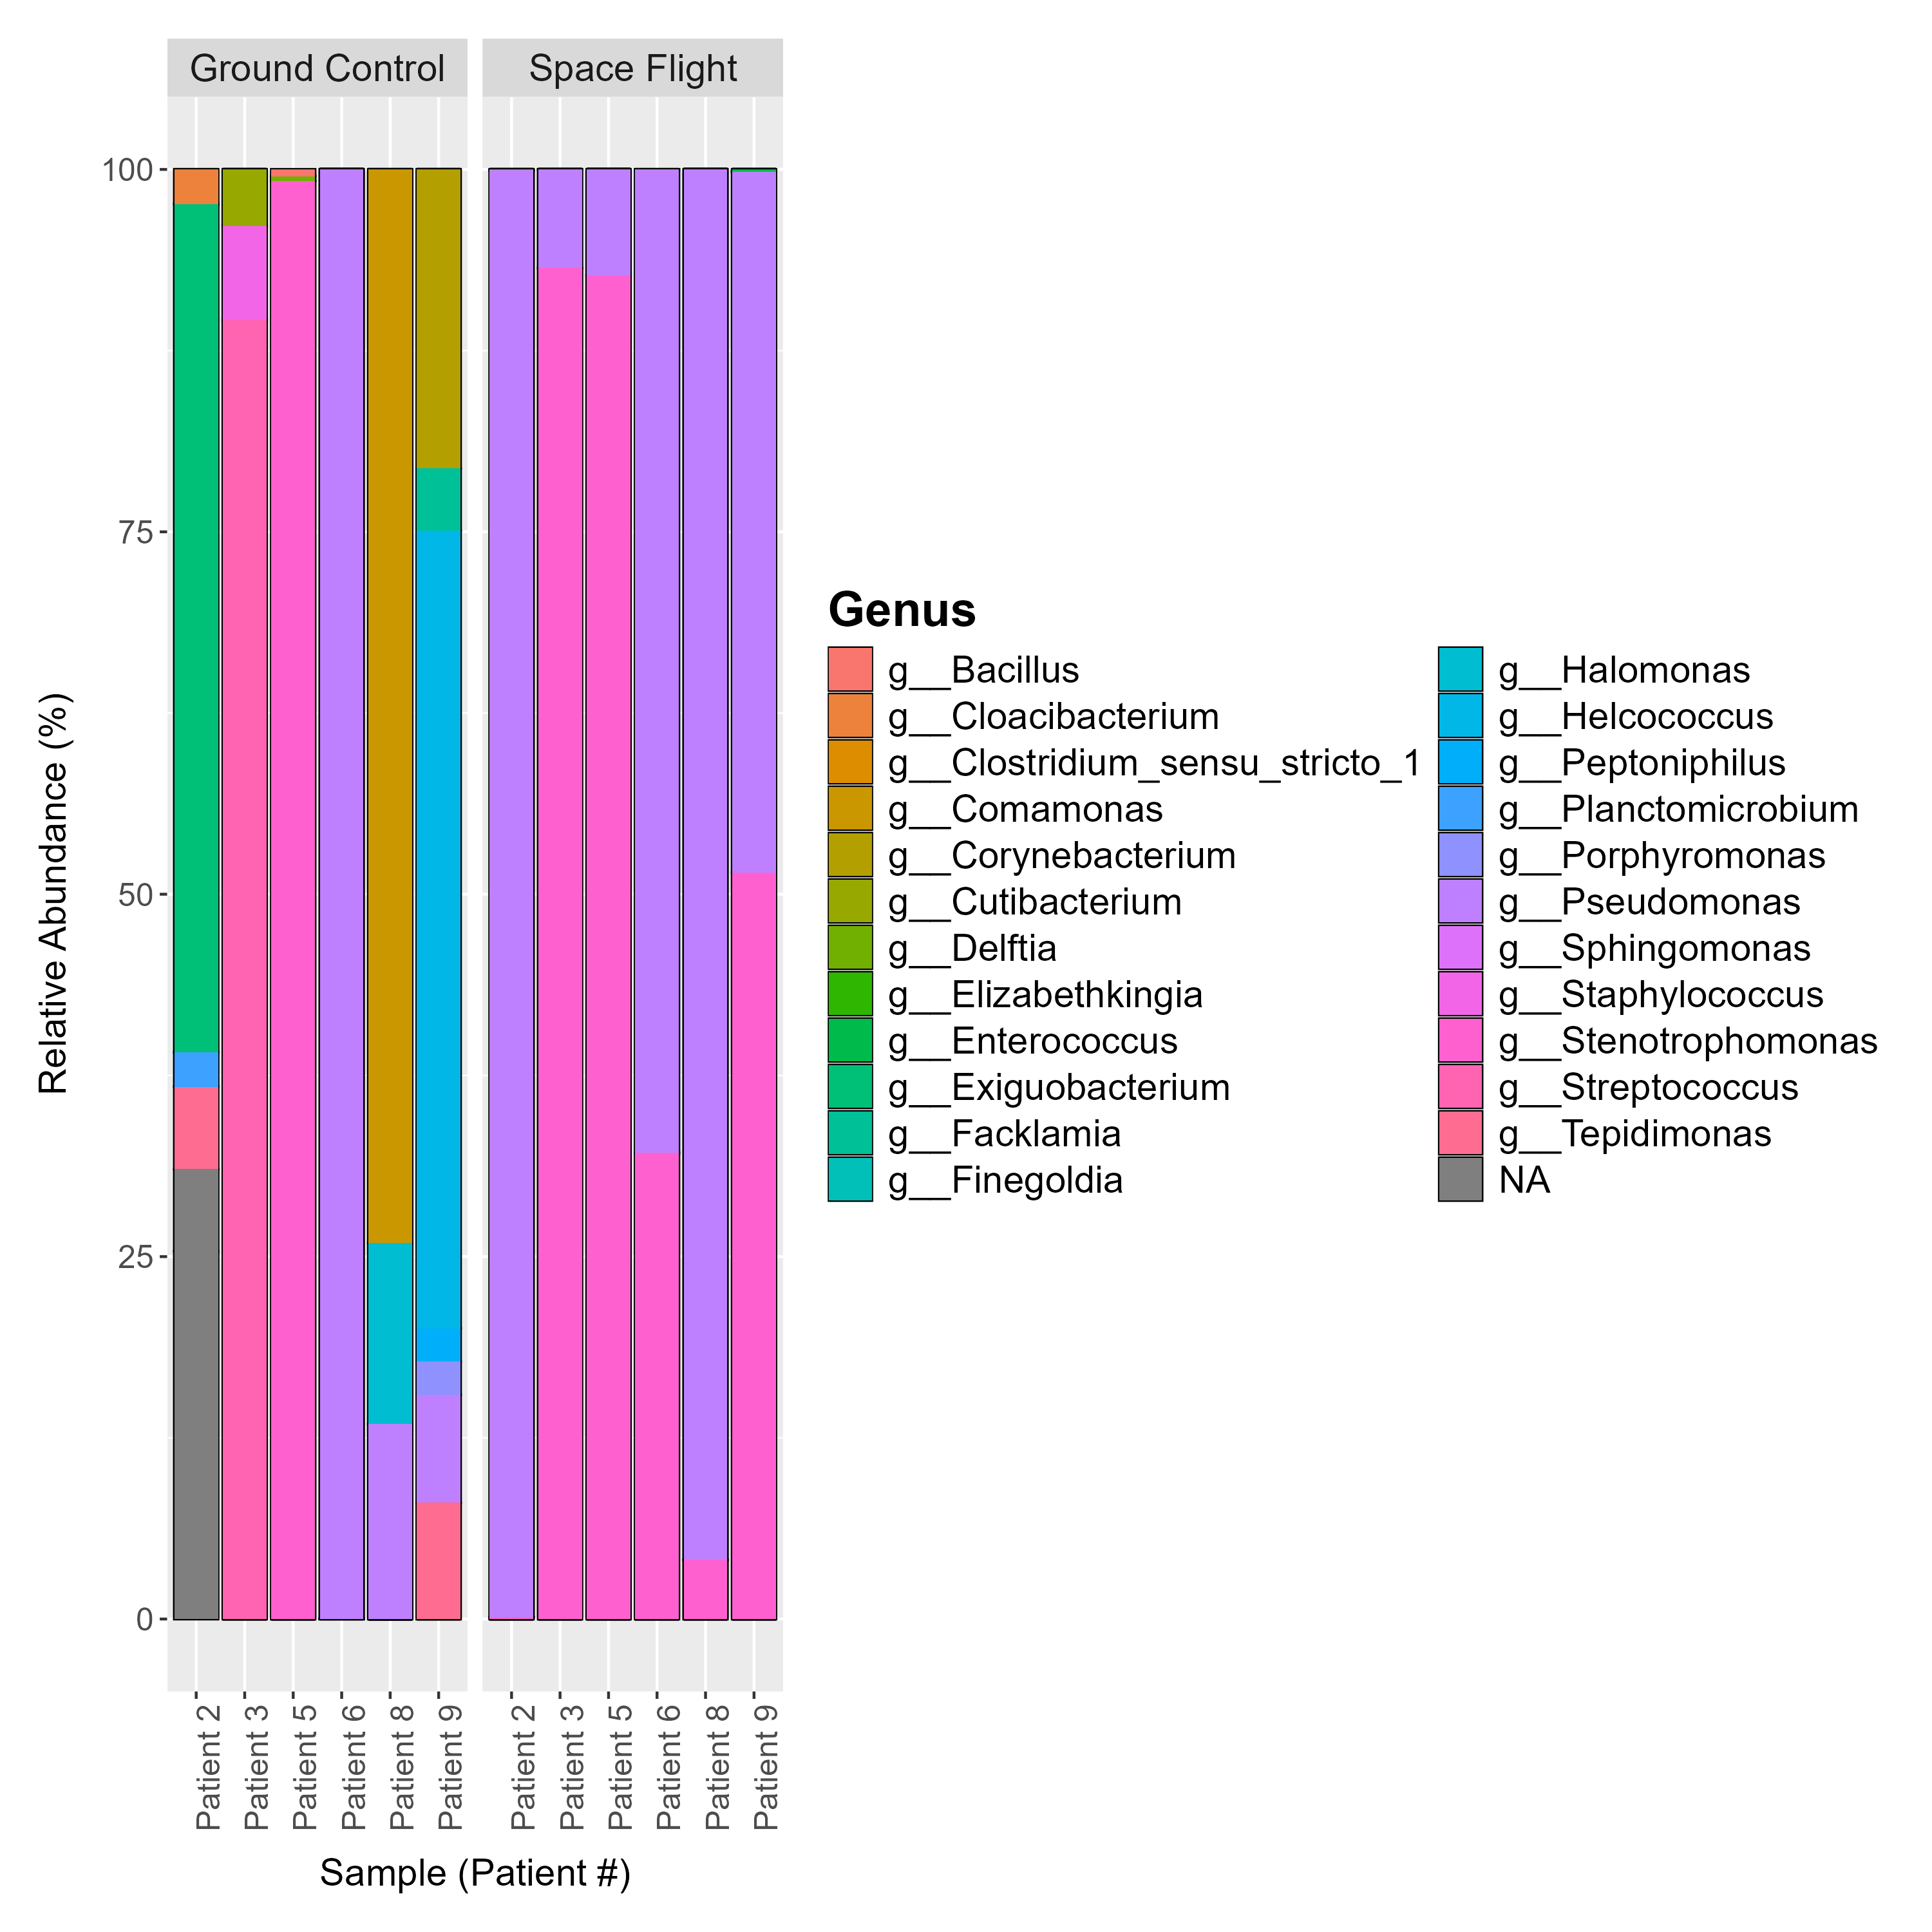 Ground Control
Space Flight
100
75
50
25
0
Relative Abundance (%)
Patient 2
Patient 3
Patient 5
Patient 6
Patient 8
Patient 9
Patient 2
Patient 3
Patient 5
Patient 6
Patient 8
Patient 9
Sample (Patient #)
Genus
g__Bacillus
g__Cloacibacterium
g__Clostridium_sensu_stricto_1
g__Comamonas
g__Corynebacterium
g__Cutibacterium
g__Delftia
g__Elizabethkingia
g__Enterococcus
g__Exiguobacterium
g__Facklamia
g__Finegoldia
g__Halomonas
g__Helcococcus
g__Peptoniphilus
g__Planctomicrobium
g__Porphyromonas
g__Pseudomonas
g__Sphingomonas
g__Staphylococcus
g__Stenotrophomonas
g__Streptococcus
g__Tepidimonas
NA